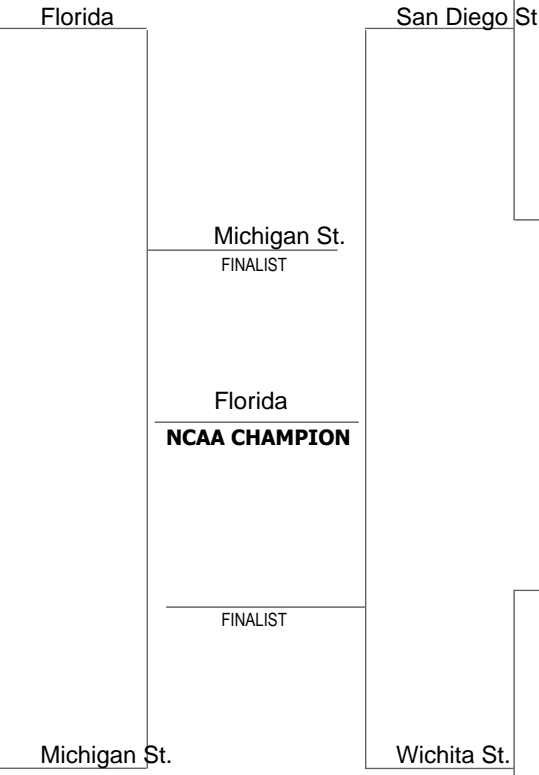 Florida
San Diego St
Michigan St.
FINALIST
Florida
NCAA CHAMPION
FINALIST
Michigan St.
Wichita St.